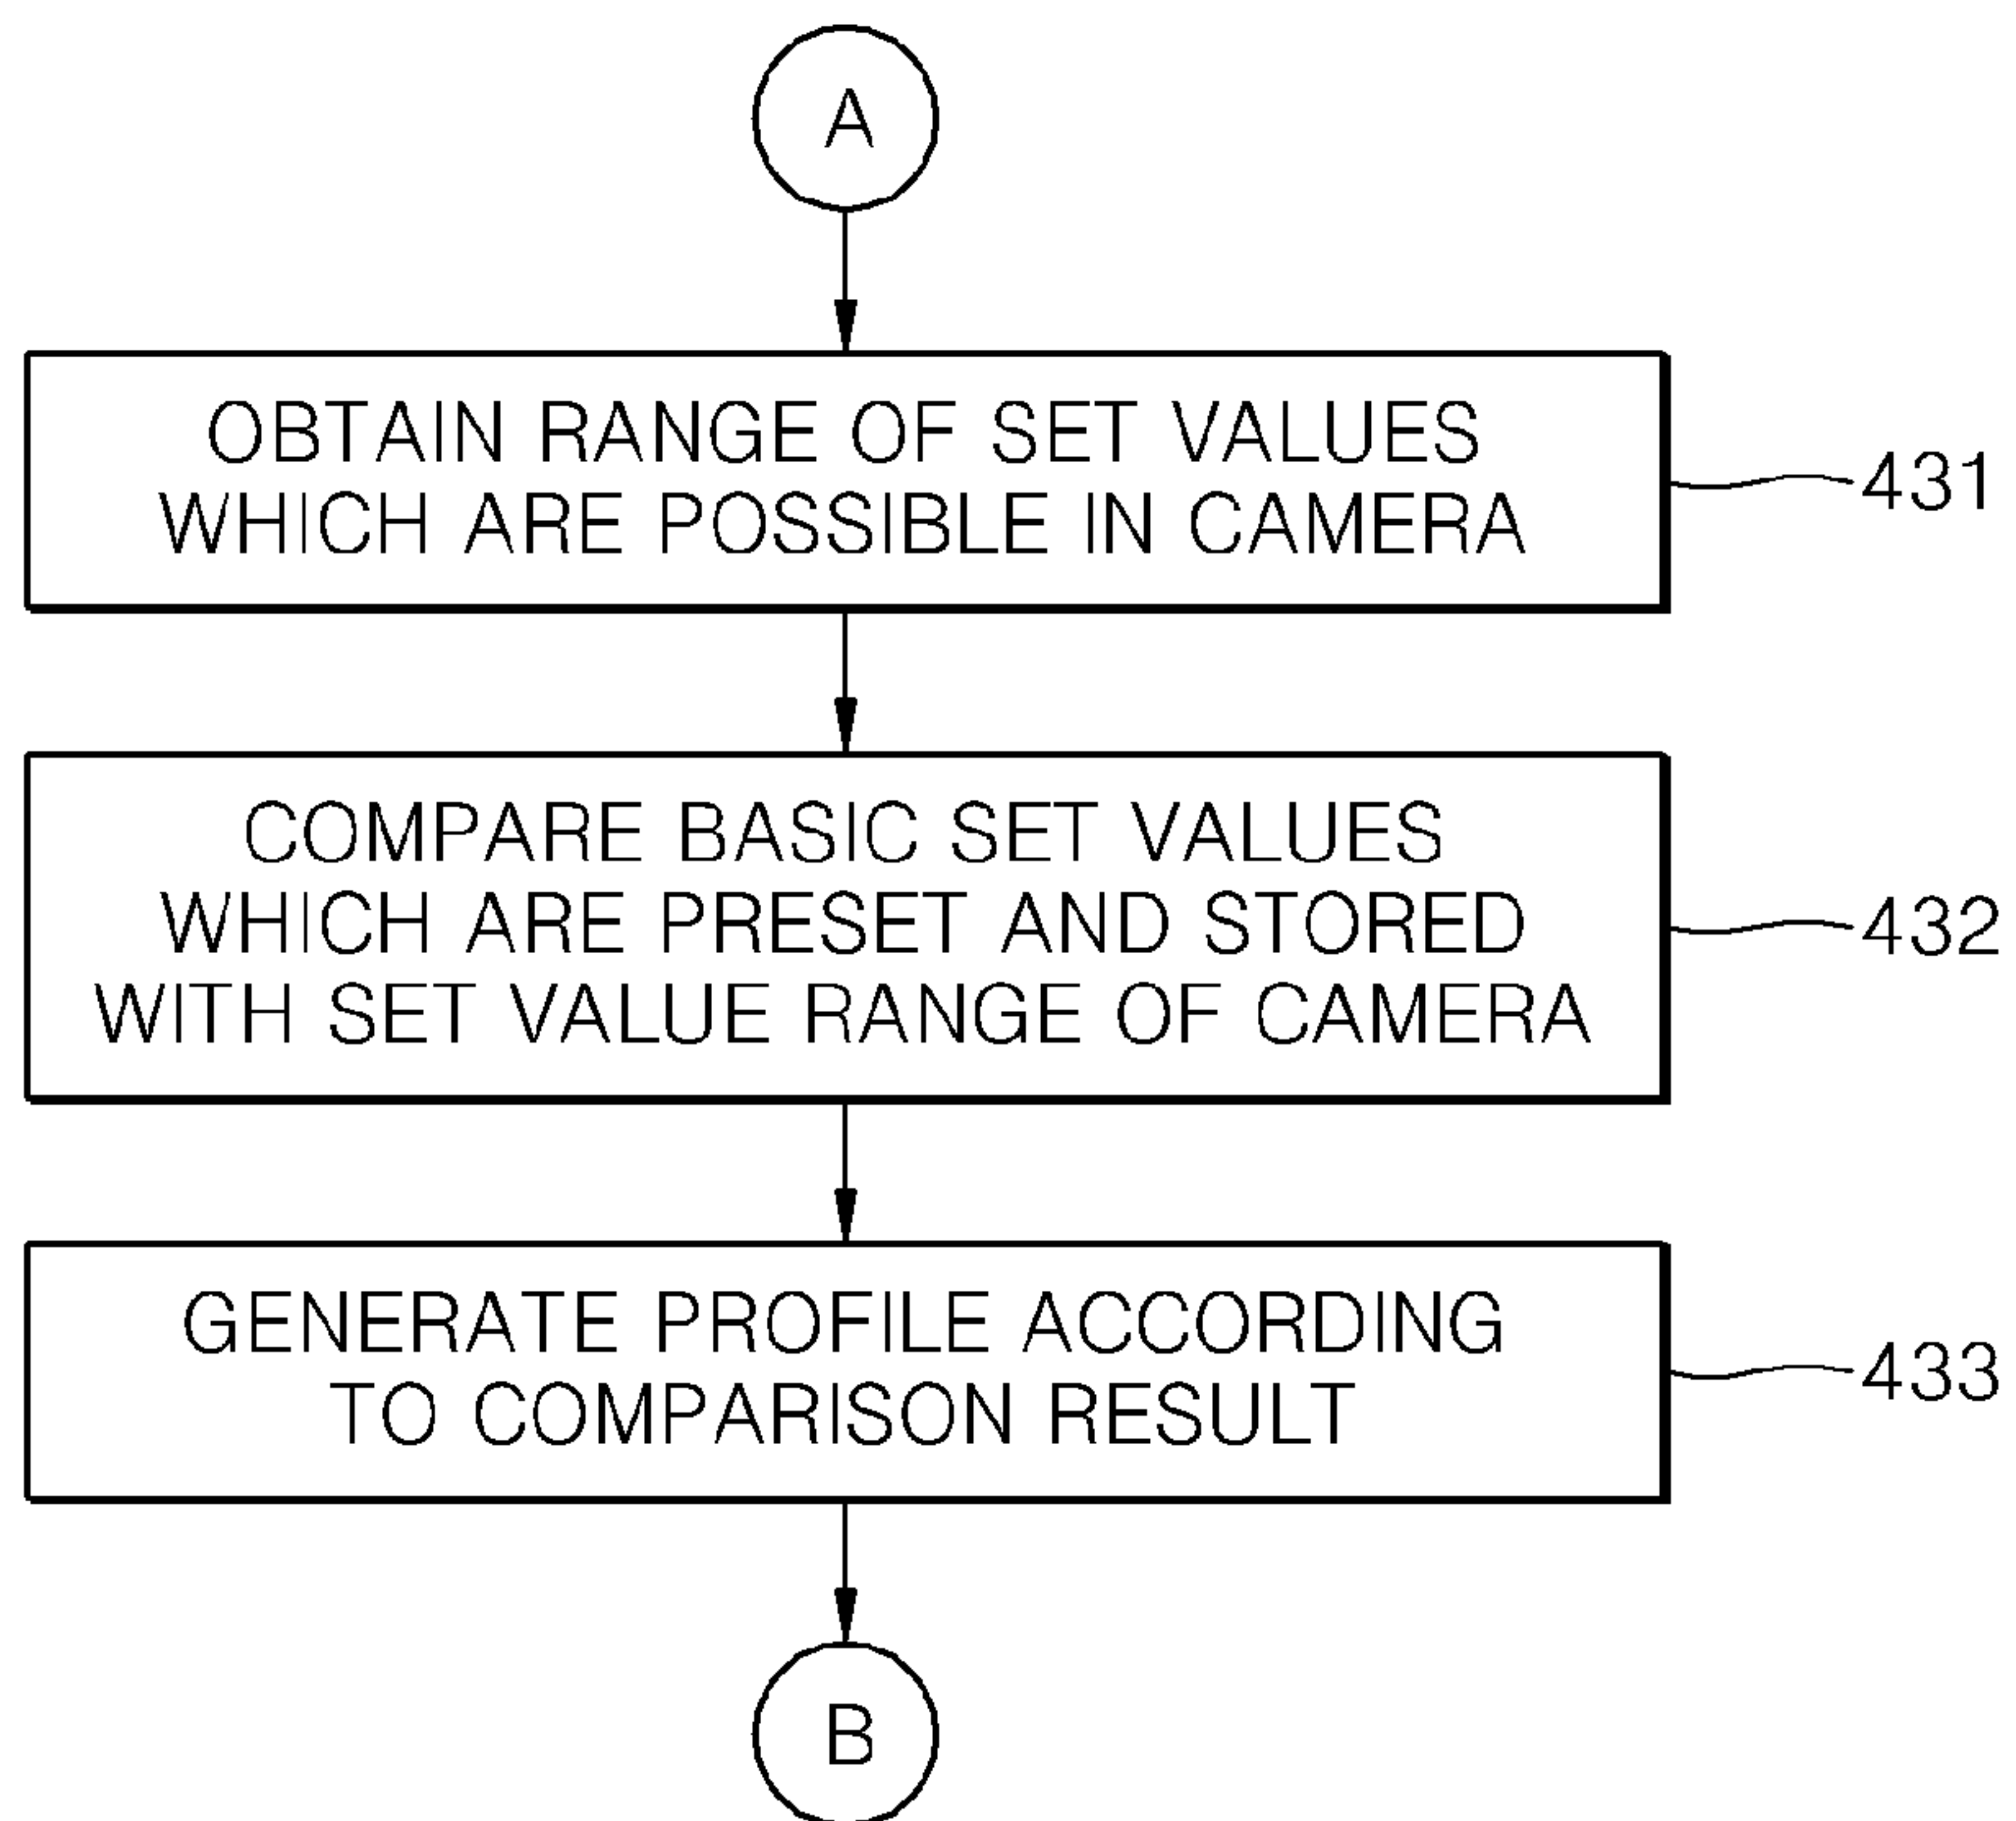 A
OBTAIN RANGE OF SET VALUES
WHICH ARE POSSIBLE IN CAMERA
431
COMPARE BASIC SET VALUES
WHICH ARE PRESET AND STORED
WITH SET VALUE RANGE OF CAMERA
432
GENERATE PROFILE ACCORDING
TO COMPARISON RESULT
433
B